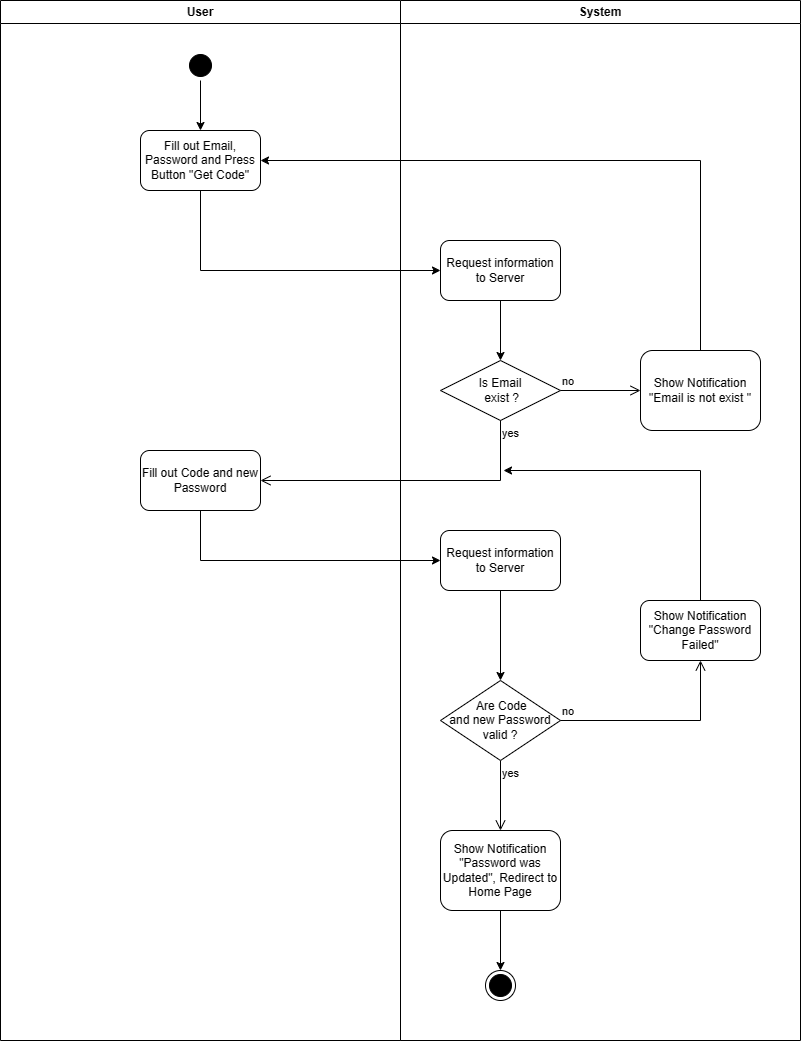 User
System
Fill out Email,
Password and Press
Button "Get Code"
Request information
to Server
Is Email
exist ?
no
Show Notification
"Email is not exist "
yes
Fill out Code and new
Password
Request information
to Server
Show Notification
"Change Password
Failed"
Are Code
and new Password
valid ?
no
yes
Show Notification
"Password was
Updated", Redirect to
Home Page